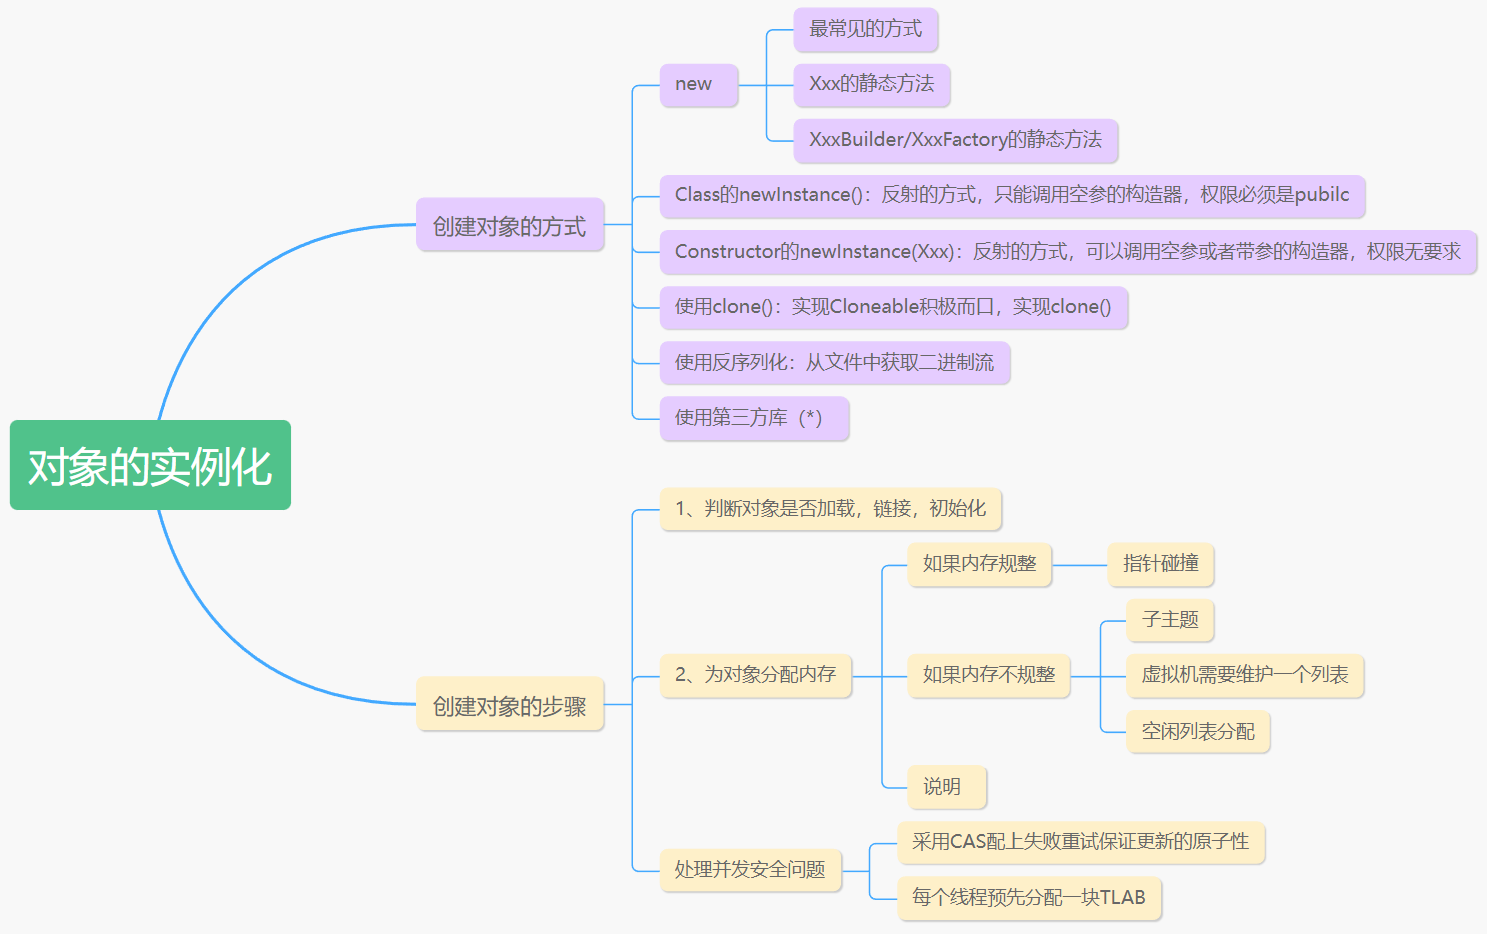 对象的实例化
创建对象的方式
new
最常见的方式
Xxx的静态方法
XxxBuilder/XxxFactory的静态方法
Class的newInstance()：反射的方式，只能调用空参的构造器，权限必须是pubilc
Constructor的newInstance(Xxx)：反射的方式，可以调用空参或者带参的构造器，权限无要求
使用clone()：实现Cloneable积极而囗，实现clone()
使用反序列化：从文件中获取二进制流
使用第三方库（*）
创建对象的步骤
1、判断对象是否加载，链接，初始化
2、为对象分配内存
如果内存规整
指针碰撞
如果内存不规整
子主题
虚拟机需要维护一个列表
空闲列表分配
说明
处理并发安全问题
采用CAS配上失败重试保证更新的原子性
每个线程预先分配一块TLAB